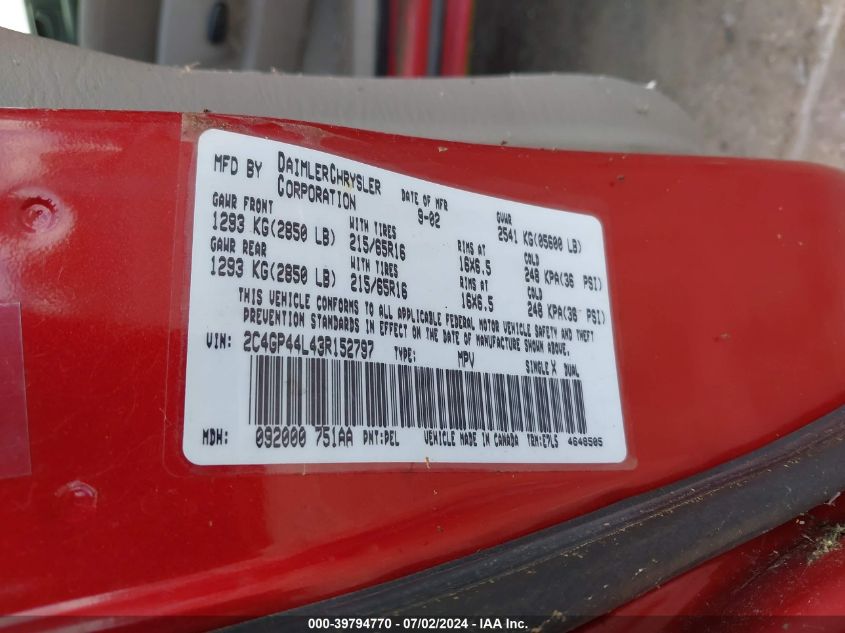 MFD BY DAIMLERCHRYSLER CORPORATION DATE OF MFR 9-02 GVWR 2541 KG(05600 LB)
GAWR FRONT WITH TIRES RIMS AT COLD
1293 KG(2850 LB) 215/65R16 16X6.5 248 KPA(36 PSI)
GAWR REAR WITH TIRES RIMS AT COLD
1293 KG(2850 LB) 215/65R16 16X6.5 248 KPA(36 PSI)
THIS VEHICLE CONFORMS TO ALL APPLICABLE FEDERAL MOTOR VEHICLE SAFETY AND THEFT
PREVENTION STANDARDS IN EFFECT ON THE DATE OF MANUFACTURE SHOWN ABOVE.
VIN: 2C4GP44L43R152797 TYPE: MPV SINGLE X DUAL
MDH: 092000 751AA PNT:PEL VEHICLE MADE IN CANADA TRM:E7L5 4648505
000-39794770 - 07/02/2024 - IAA Inc.